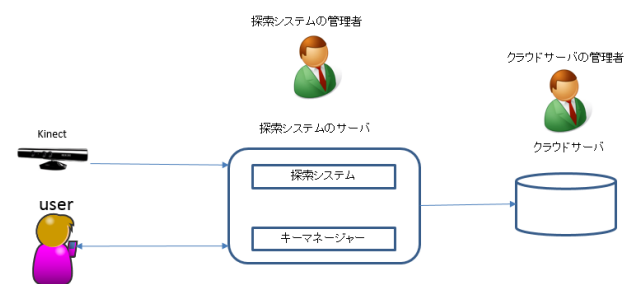 探索システムの管理者
クラウドサーバの管理者
探索システムのサーバ
Kinect
クラウドサーバ
探索システム
user
キーマネージャー